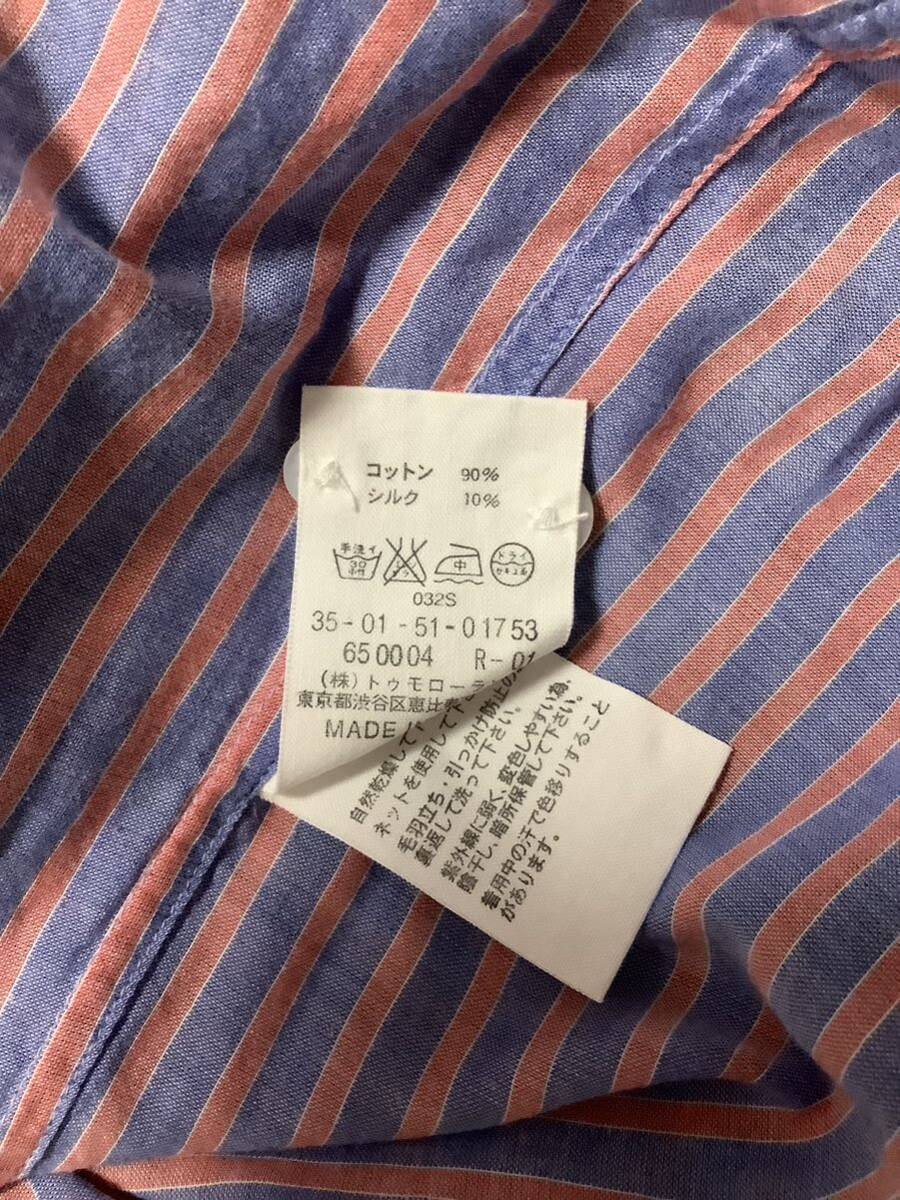 コットン 90%
シルク 10%
手洗イ
30
中性
中
ドライ
セキユ系
032S
35-01-51-01753
650004 R-01
(株)トゥモロー
東京都渋谷区恵比
MADE
自然乾燥して下
ネットを使用して下
毛羽立ち・引っかけ防止の
裏返して洗って下さい。
紫外線に弱く、変色しやすい為、
陰干し、暗所保管して下さい。
着用中の汗で色移りすること
があります。